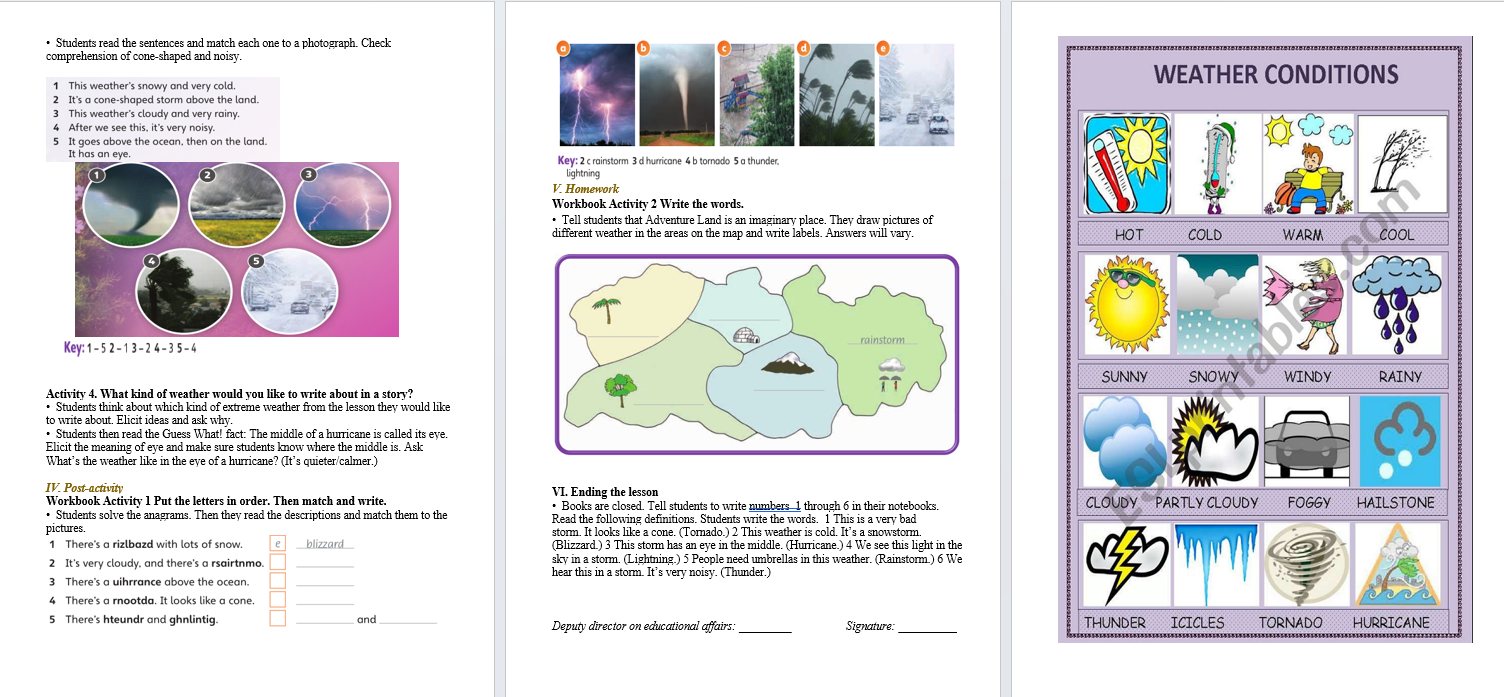 • Students read the sentences and match each one to a photograph. Check
comprehension of cone-shaped and noisy.
1 This weather's snowy and very cold.
2 It's a cone-shaped storm above the land.
3 This weather's cloudy and very rainy.
4 After we see this, it's very noisy.
5 It goes above the ocean, then on the land.
It has an eye.
1
2
3
4
5
Key: 1 - 5 2 - 1 3 - 2 4 - 3 5 - 4
Activity 4. What kind of weather would you like to write about in a story?
• Students think about which kind of extreme weather from the lesson they would like
to write about. Elicit ideas and ask why.
• Students then read the Guess What! fact: The middle of a hurricane is called its eye.
Elicit the meaning of eye and make sure students know where the middle is. Ask
What's the weather like in the eye of a hurricane? (It's quieter/calmer.)
IV. Post-activity
Workbook Activity 1 Put the letters in order. Then match and write.
• Students solve the anagrams. Then they read the descriptions and match them to the
pictures.
1 There's a rizlbazd with lots of snow. e blizzard
2 It's very cloudy, and there's a rsairtnmo.
3 There's a uihrrance above the ocean.
4 There's a rnootda. It looks like a cone.
5 There's hteundr and ghnlintig. and
a b c d e
Key: 2 c rainstorm 3 d hurricane 4 b tornado 5 a thunder,
lightning
V. Homework
Workbook Activity 2 Write the words.
• Tell students that Adventure Land is an imaginary place. They draw pictures of
different weather in the areas on the map and write labels. Answers will vary.
rainstorm
VI. Ending the lesson
• Books are closed. Tell students to write numbers 1 through 6 in their notebooks.
Read the following definitions. Students write the words. 1 This is a very bad
storm. It looks like a cone. (Tornado.) 2 This weather is cold. It's a snowstorm.
(Blizzard.) 3 This storm has an eye in the middle. (Hurricane.) 4 We see this light in the
sky in a storm. (Lightning.) 5 People need umbrellas in this weather. (Rainstorm.) 6 We
hear this in a storm. It's very noisy. (Thunder.)
Deputy director on educational affairs: ________ Signature: _________
WEATHER CONDITIONS
HOT COLD WARM COOL
SUNNY SNOWY WINDY RAINY
CLOUDY PARTLY CLOUDY FOGGY HAILSTONE
THUNDER ICICLES TORNADO HURRICANE